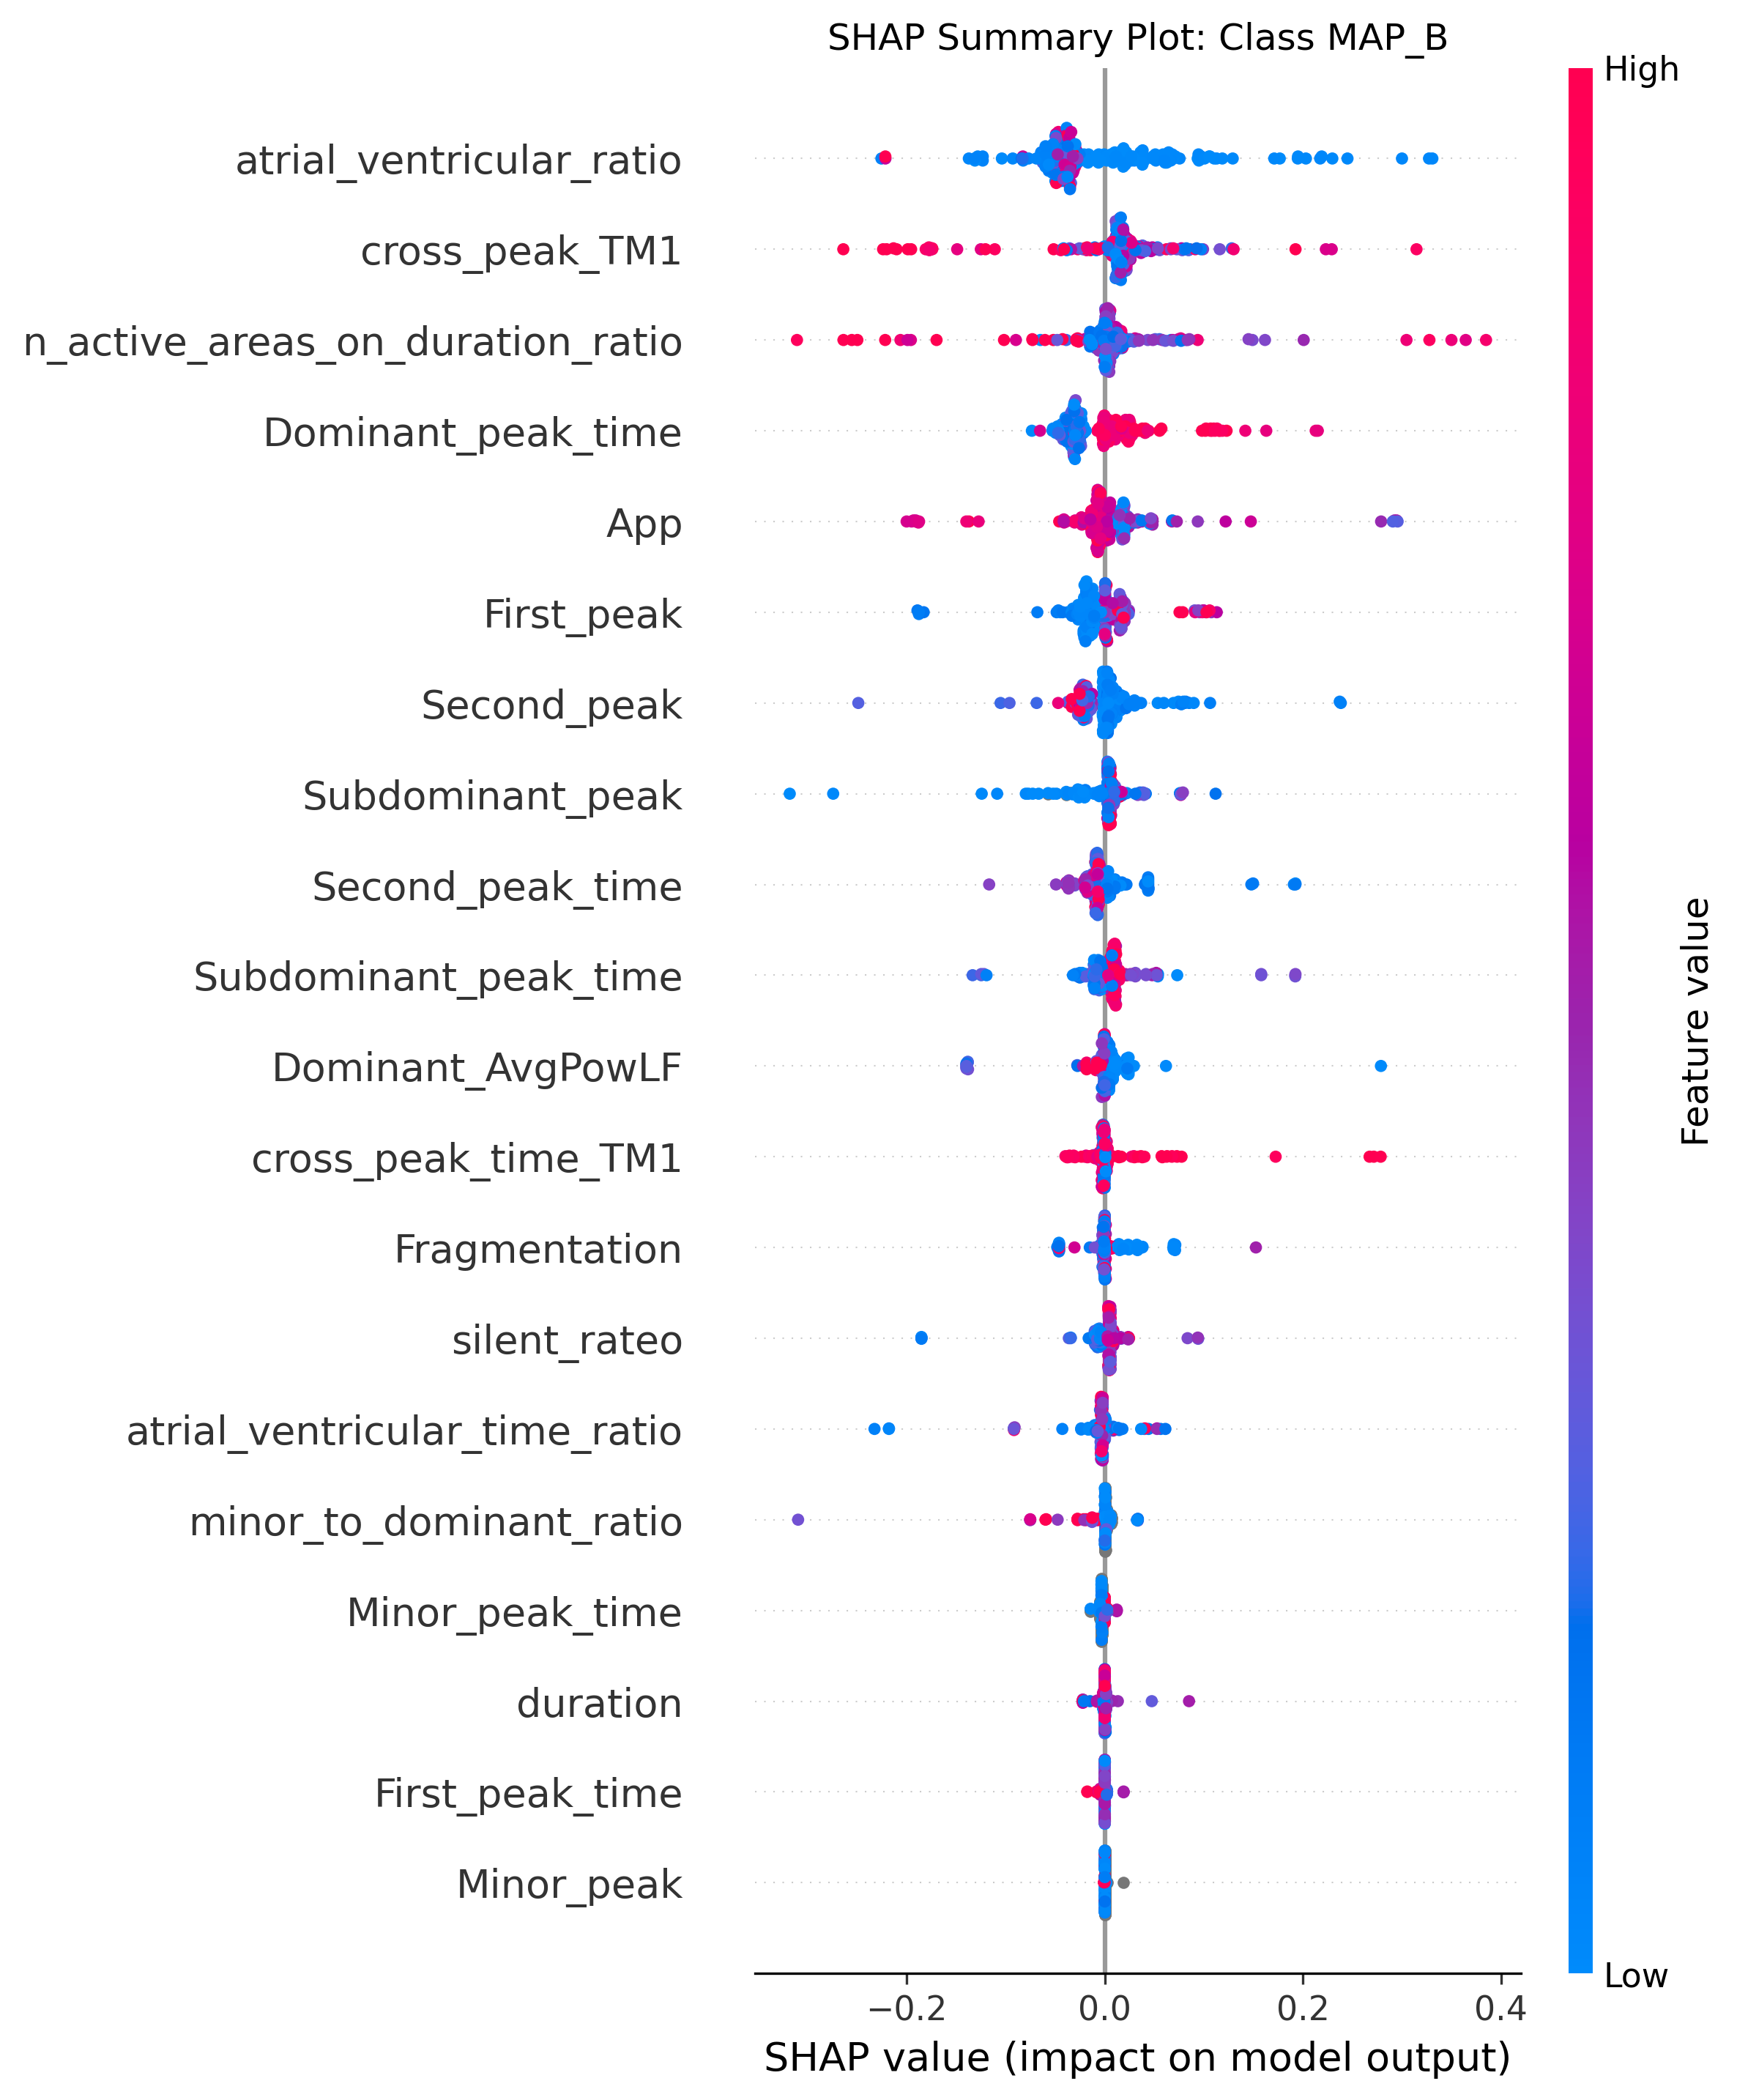 SHAP Summary Plot: Class MAP_B
High
atrial_ventricular_ratio
cross_peak_TM1
n_active_areas_on_duration_ratio
Dominant_peak_time
App
First_peak
Second_peak
Subdominant_peak
Second_peak_time
Subdominant_peak_time
Dominant_AvgPowLF
cross_peak_time_TM1
Fragmentation
silent_rateo
atrial_ventricular_time_ratio
minor_to_dominant_ratio
Minor_peak_time
duration
First_peak_time
Minor_peak
Feature value
Low
−0.2 0.0 0.2 0.4
SHAP value (impact on model output)